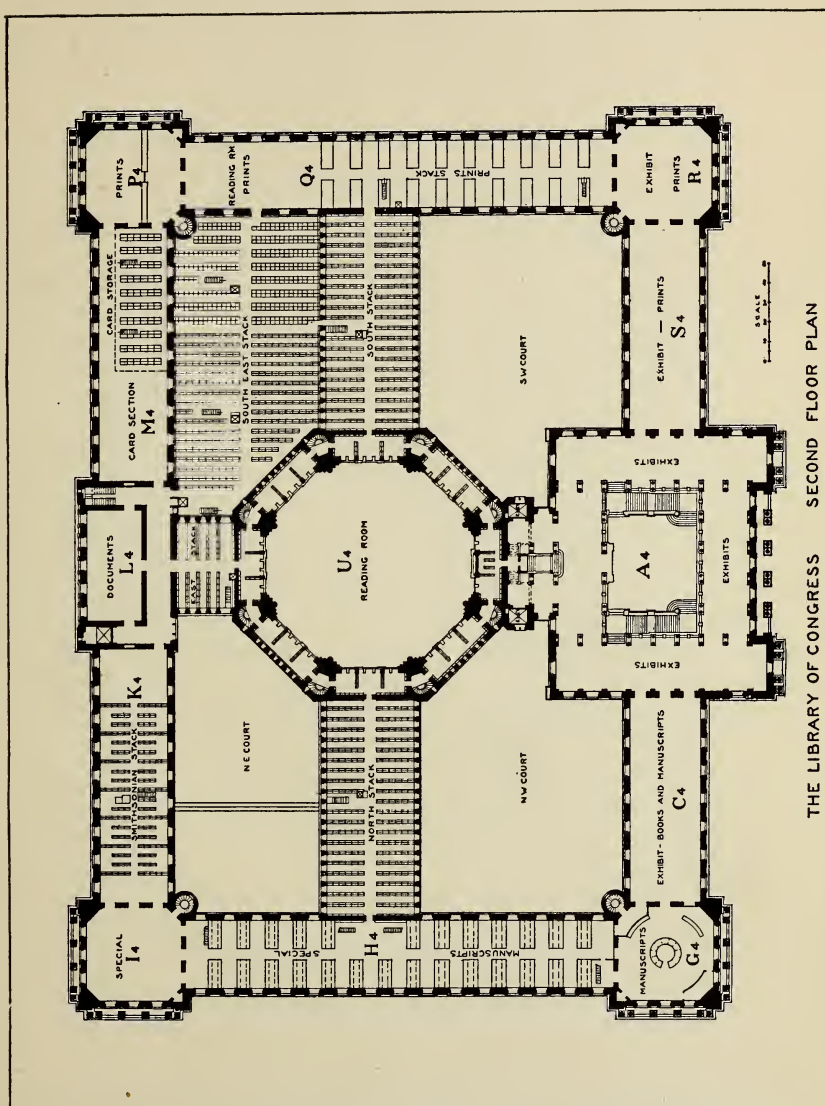 PRINTS
P4
READING RM
PRINTS
Q4
PRINTS STACK
EXHIBIT
PRINTS
R4
CARD STORAGE
CARD SECTION
M4
SOUTH EAST STACK
SOUTH STACK
SW COURT
EXHIBIT — PRINTS
S4
SCALE
DOCUMENTS
L4
EAST STACK
U4
READING ROOM
EXHIBITS
A4
EXHIBITS
EXHIBITS
K4
SMITHSONIAN STACK
NE COURT
NORTH STACK
NW COURT
EXHIBIT - BOOKS AND MANUSCRIPTS
C4
SPECIAL
I4
SPECIAL
H4
MANUSCRIPTS
MANUSCRIPTS
G4
THE LIBRARY OF CONGRESS SECOND FLOOR PLAN